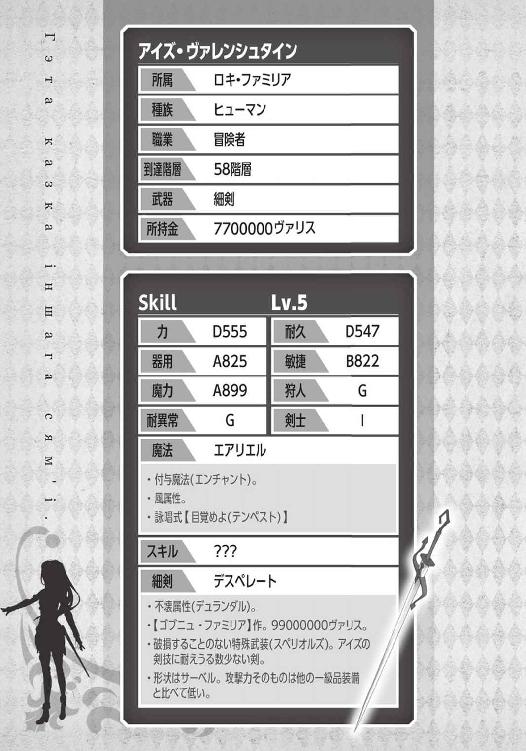 Гэта казка іншага сям'і.
アイズ・ヴァレンシュタイン
所属 ロキ・ファミリア
種族 ヒューマン
職業 冒険者
到達階層 58階層
武器 細剣
所持金 7700000ヴァリス
Skill Lv.5
力 D555 耐久 D547
器用 A825 敏捷 B822
魔力 A899 狩人 G
耐異常 G 剣士 I
魔法 エアリエル
・付与魔法(エンチャント)。
・風属性。
・詠唱式【目覚めよ(テンペスト)】
スキル ???
細剣 デスペレート
・不壊属性(デュランダル)。
・【ゴブニュ・ファミリア】作。99000000ヴァリス。
・破損することのない特殊武装(スペリオルズ)。アイズの
剣技に耐えうる数少ない剣。
・形状はサーベル。攻撃力そのものは他の一級品装備
と比べて低い。